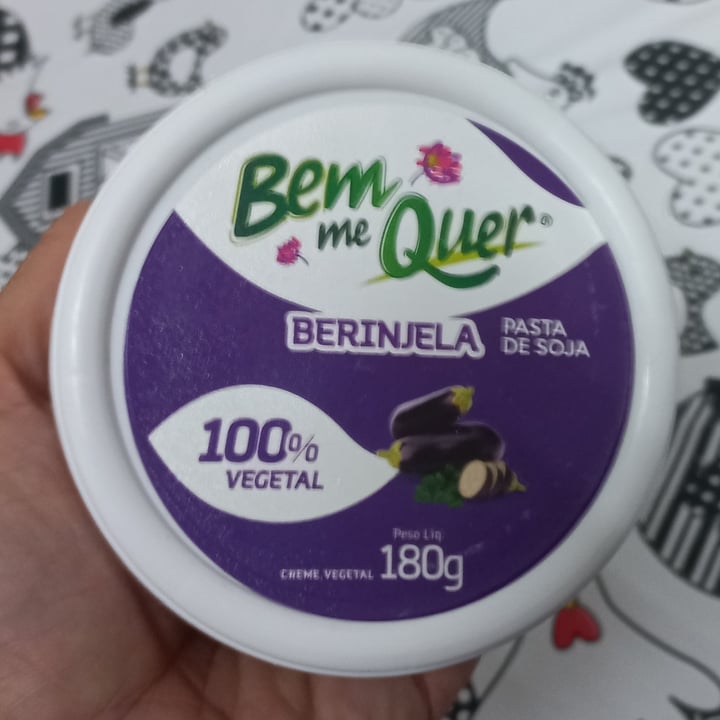 Bem
me Quer®
BERINJELA
PASTA
DE SOJA
100%
VEGETAL
Peso Líq
CREME VEGETAL 180g